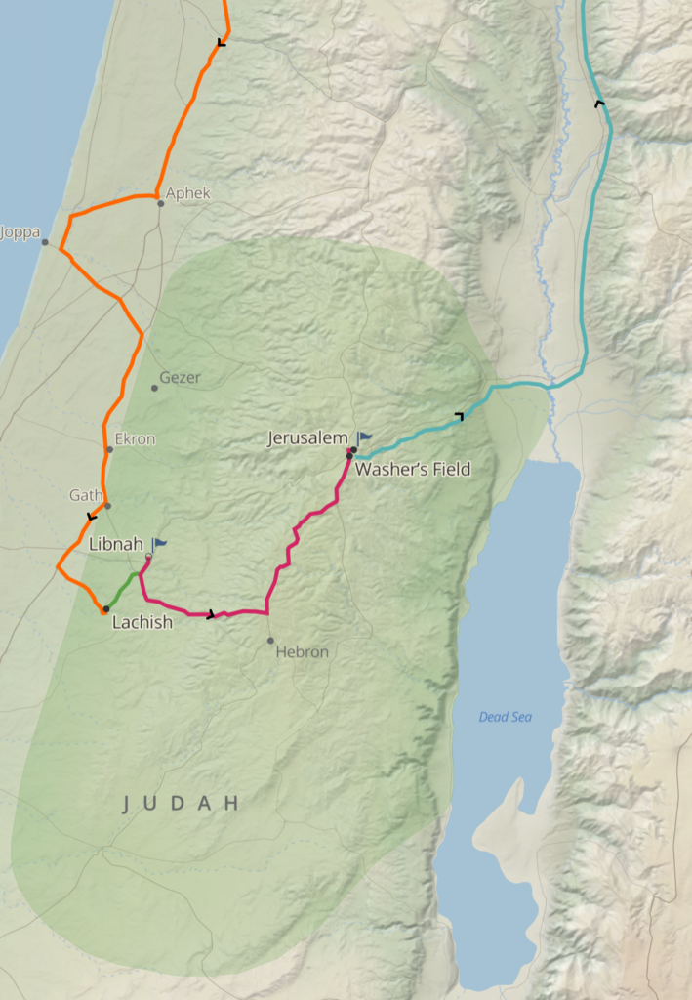 Aphek
Joppa
Gezer
Jerusalem
Ekron
Washer's Field
Gath
Libnah
Lachish
Hebron
Dead Sea
JUDAH